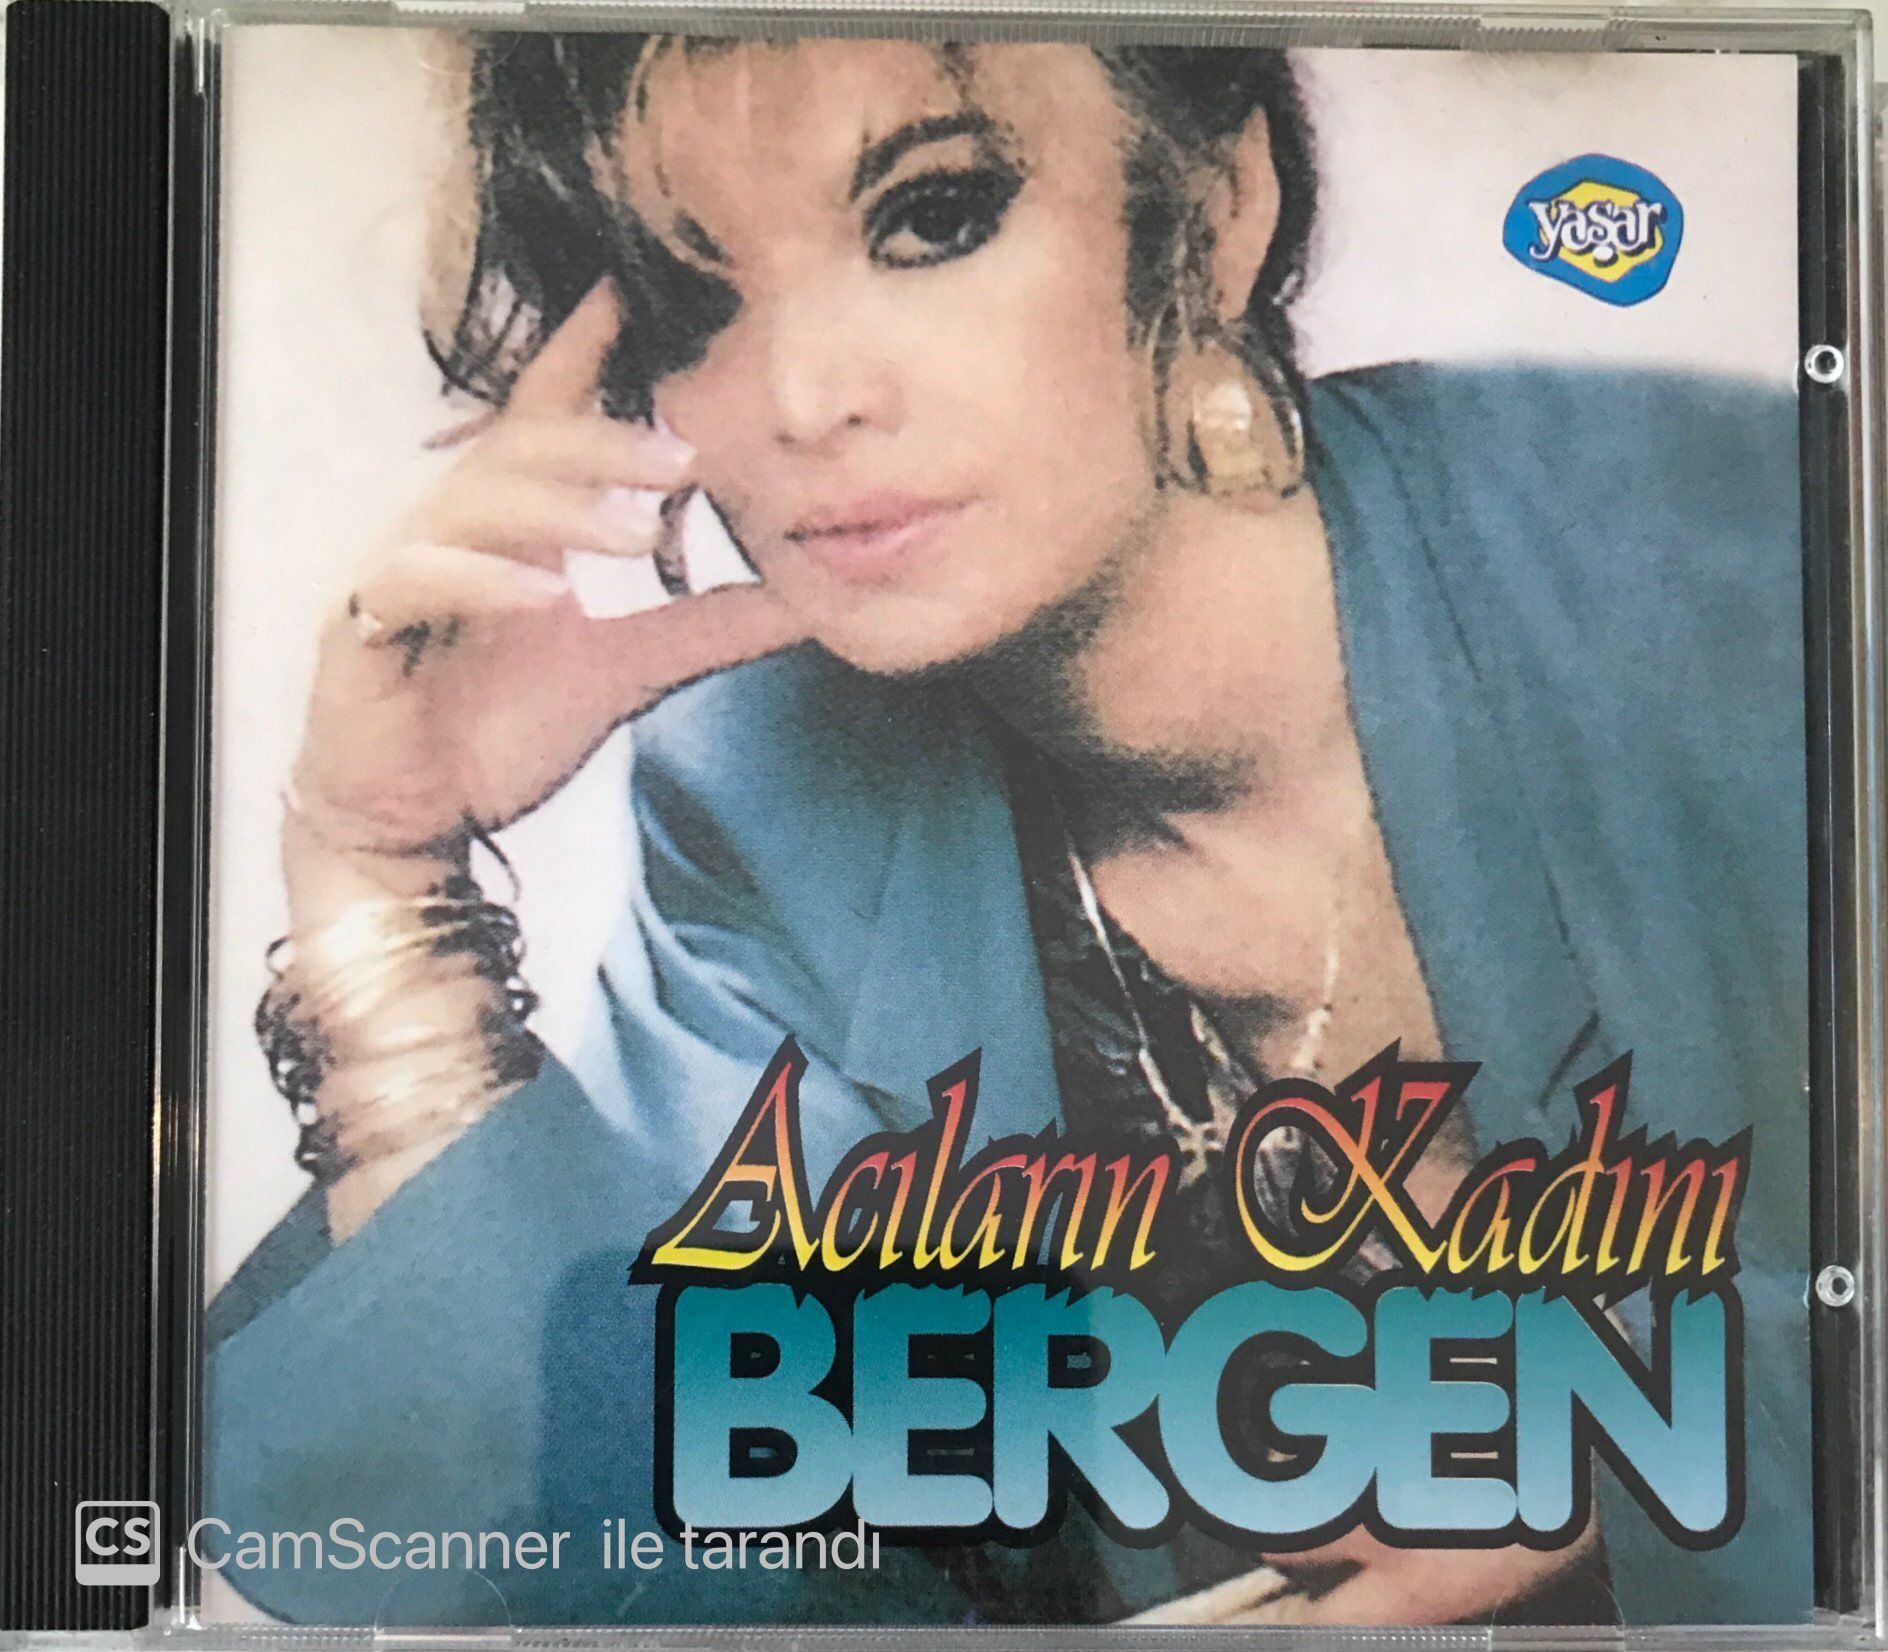 yaşar
Acıların Kadını
BERGEN
CS CamScanner ile tarandı